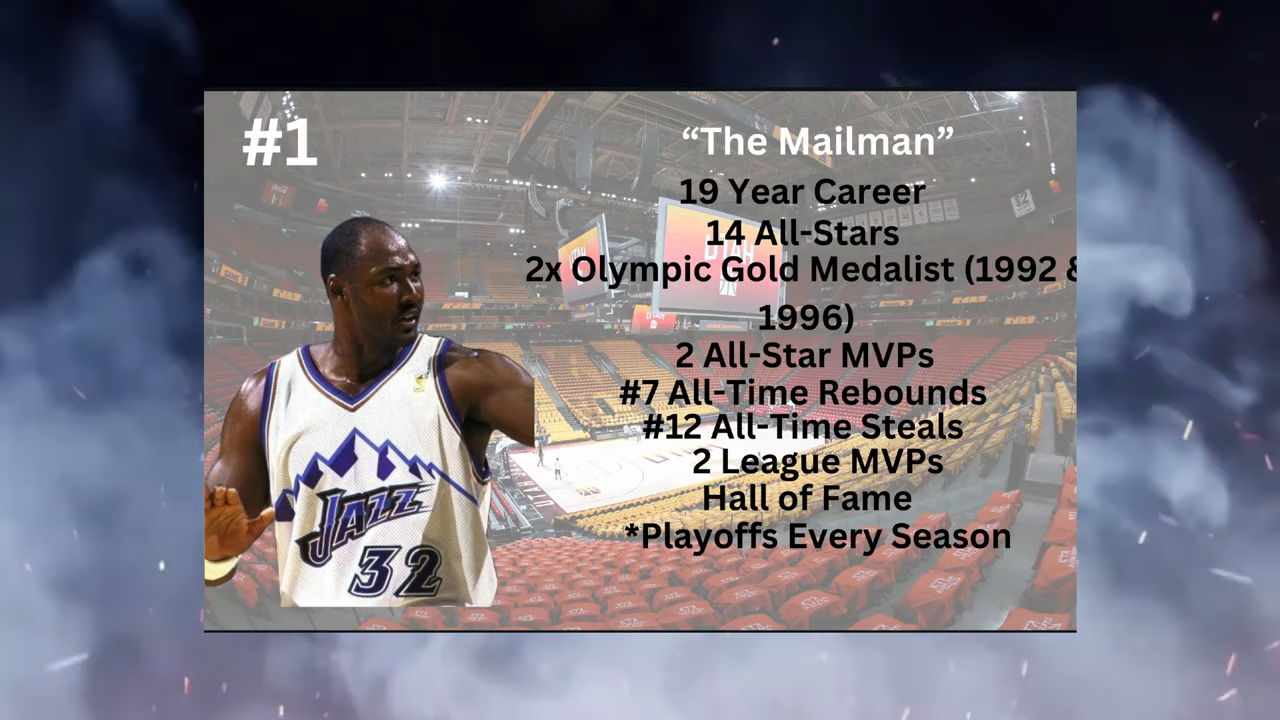 #1
“The Mailman”
19 Year Career
14 All-Stars
2x Olympic Gold Medalist (1992 &
1996)
2 All-Star MVPs
#7 All-Time Rebounds
#12 All-Time Steals
2 League MVPs
Hall of Fame
*Playoffs Every Season
JAZZ
32
UTAH
UTAH